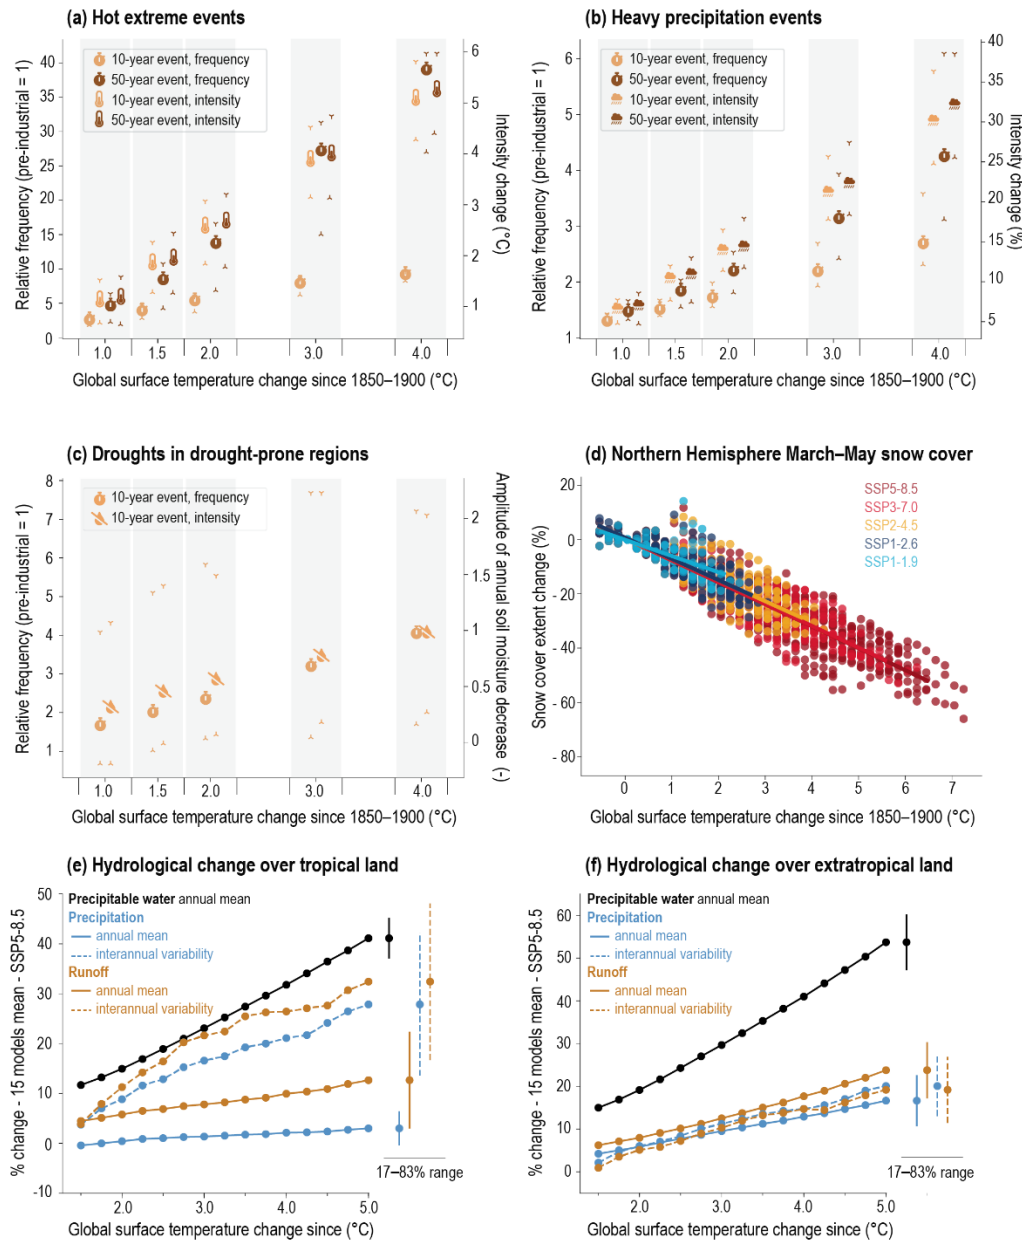 (a) Hot extreme events
Relative frequency (pre-industrial = 1)
40
35
30
25
20
15
10
5
0
10-year event, frequency
50-year event, frequency
10-year event, intensity
50-year event, intensity
6
5
4
3
2
1
Intensity change (°C)
1.0 1.5 2.0 3.0 4.0
Global surface temperature change since 1850–1900 (°C)
(b) Heavy precipitation events
Relative frequency (pre-industrial = 1)
6
5
4
3
2
1
10-year event, frequency
50-year event, frequency
10-year event, intensity
50-year event, intensity
40
35
30
25
20
15
10
5
Intensity change (%)
1.0 1.5 2.0 3.0 4.0
Global surface temperature change since 1850–1900 (°C)
(c) Droughts in drought-prone regions
Relative frequency (pre-industrial = 1)
8
7
6
5
4
3
2
1
10-year event, frequency
10-year event, intensity
2
1.5
1
0.5
0
Amplitude of annual soil moisture decrease (-)
1.0 1.5 2.0 3.0 4.0
Global surface temperature change since 1850–1900 (°C)
(d) Northern Hemisphere March–May snow cover
Snow cover extent change (%)
20
0
-20
-40
- 60
- 80
SSP5-8.5
SSP3-7.0
SSP2-4.5
SSP1-2.6
SSP1-1.9
0 1 2 3 4 5 6 7
Global surface temperature change since 1850–1900 (°C)
(e) Hydrological change over tropical land
% change - 15 models mean - SSP5-8.5
50
40
30
20
10
0
-10
Precipitable water annual mean
Precipitation
annual mean
interannual variability
Runoff
annual mean
interannual variability
17–83% range
2.0 3.0 4.0 5.0
Global surface temperature change since (°C)
(f) Hydrological change over extratropical land
% change - 15 models mean - SSP5-8.5
60
50
40
30
20
10
0
Precipitable water annual mean
Precipitation
annual mean
interannual variability
Runoff
annual mean
interannual variability
17–83% range
2.0 3.0 4.0 5.0
Global surface temperature change since (°C)